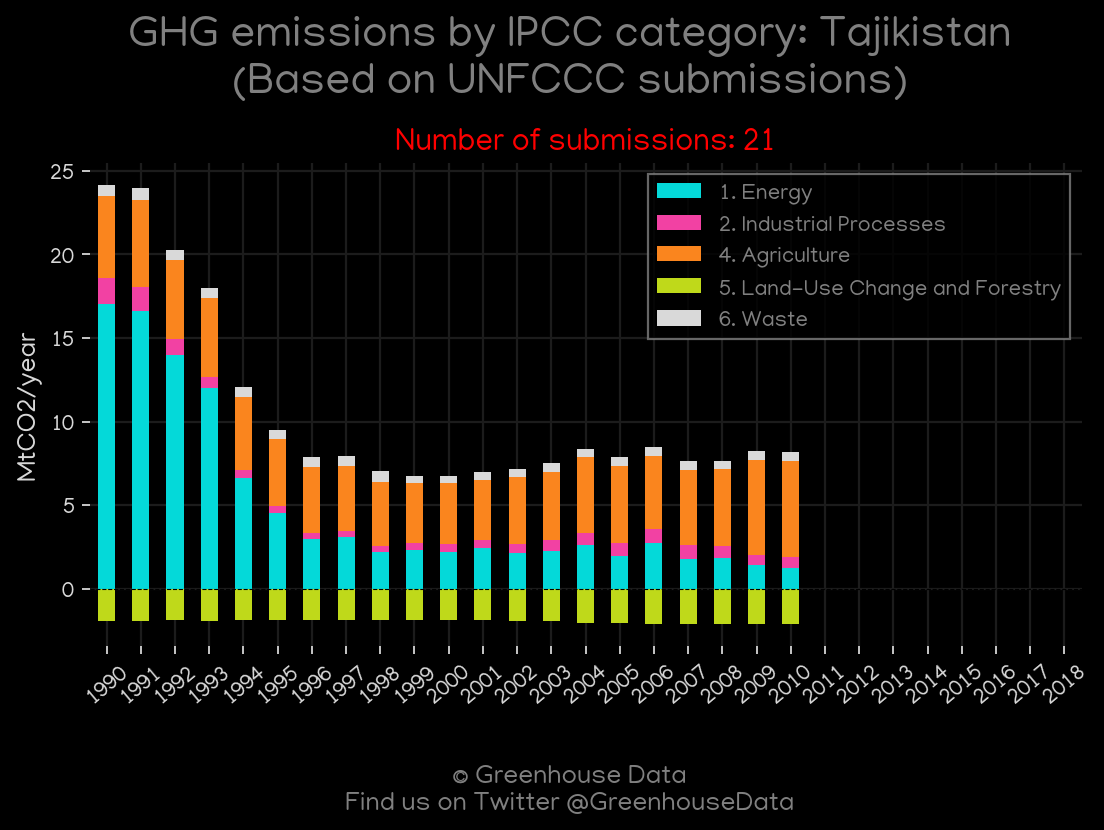 GHG emissions by IPCC category: Tajikistan
(Based on UNFCCC submissions)
Number of submissions: 21
1. Energy
2. Industrial Processes
4. Agriculture
5. Land-Use Change and Forestry
6. Waste
MtCO2/year
25
20
15
10
5
0
1990 1991 1992 1993 1994 1995 1996 1997 1998 1999 2000 2001 2002 2003 2004 2005 2006 2007 2008 2009 2010 2011 2012 2013 2014 2015 2016 2017 2018
© Greenhouse Data
Find us on Twitter @GreenhouseData